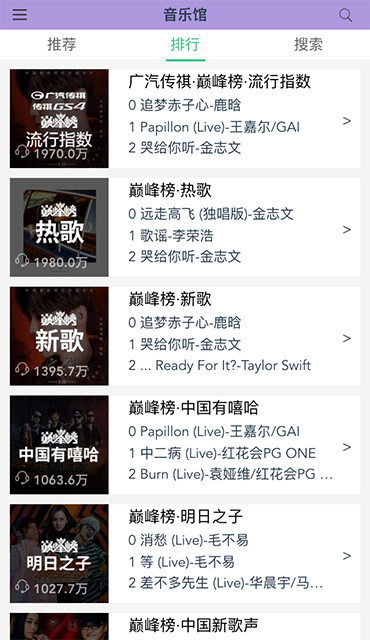 音乐馆
推荐 排行 搜索
广汽传祺
传祺GS4
巅峰榜
流行指数
1970.0万
广汽传祺·巅峰榜·流行指数
0 追梦赤子心-鹿晗
1 Papillon (Live)-王嘉尔/GAI
2 哭给你听-金志文
>
巅峰榜
热歌
1980.0万
巅峰榜·热歌
0 远走高飞 (独唱版)-金志文
1 歌谣-李荣浩
2 哭给你听-金志文
>
巅峰榜
新歌
1395.7万
巅峰榜·新歌
0 追梦赤子心-鹿晗
1 哭给你听-金志文
2 ... Ready For It?-Taylor Swift
>
巅峰榜
中国有嘻哈
1063.6万
巅峰榜·中国有嘻哈
0 Papillon (Live)-王嘉尔/GAI
1 中二病 (Live)-红花会PG ONE
2 Burn (Live)-袁娅维/红花会PG ...
>
巅峰榜
明日之子
1027.7万
巅峰榜·明日之子
0 消愁 (Live)-毛不易
1 等 (Live)-毛不易
2 差不多先生 (Live)-华晨宇/马...
>
巅峰榜·中国新歌声